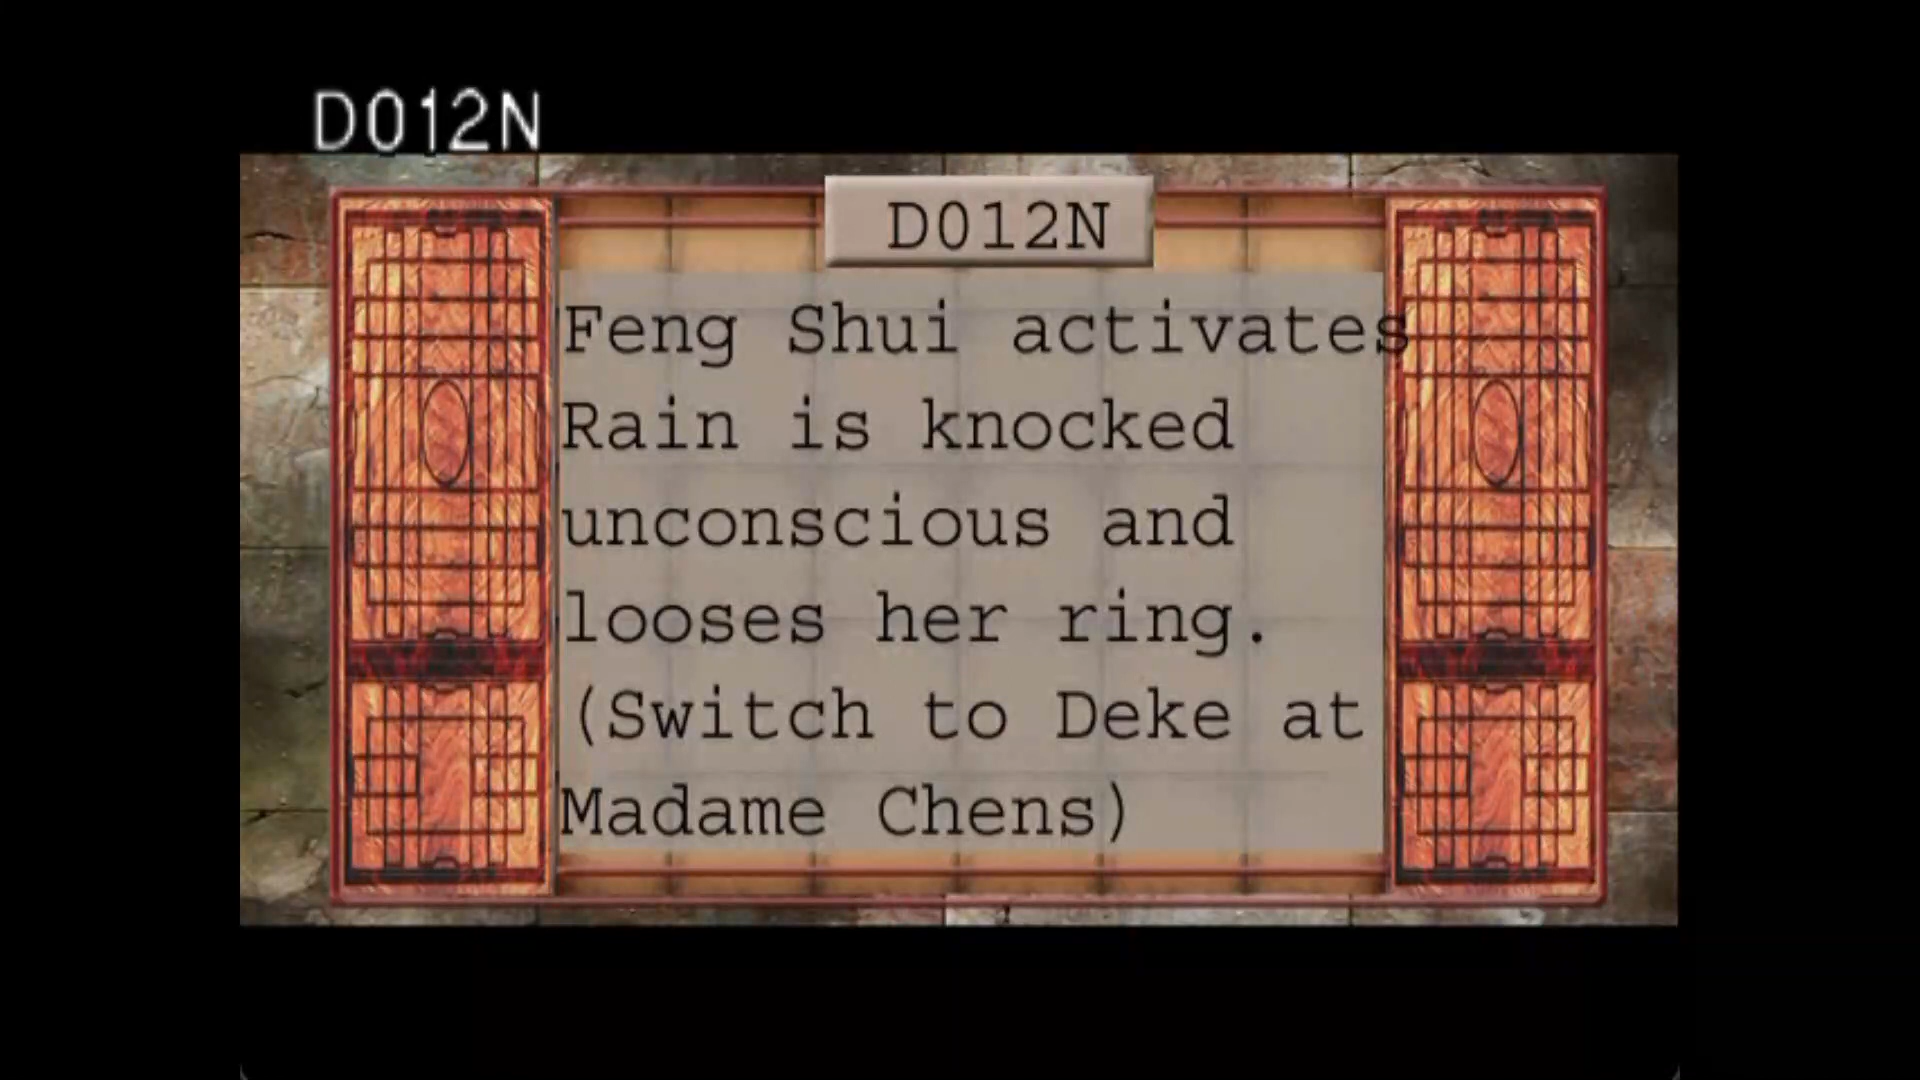 D012N
D012N
Feng Shui activates
Rain is knocked
unconscious and
looses her ring.
(Switch to Deke at
Madame Chens)